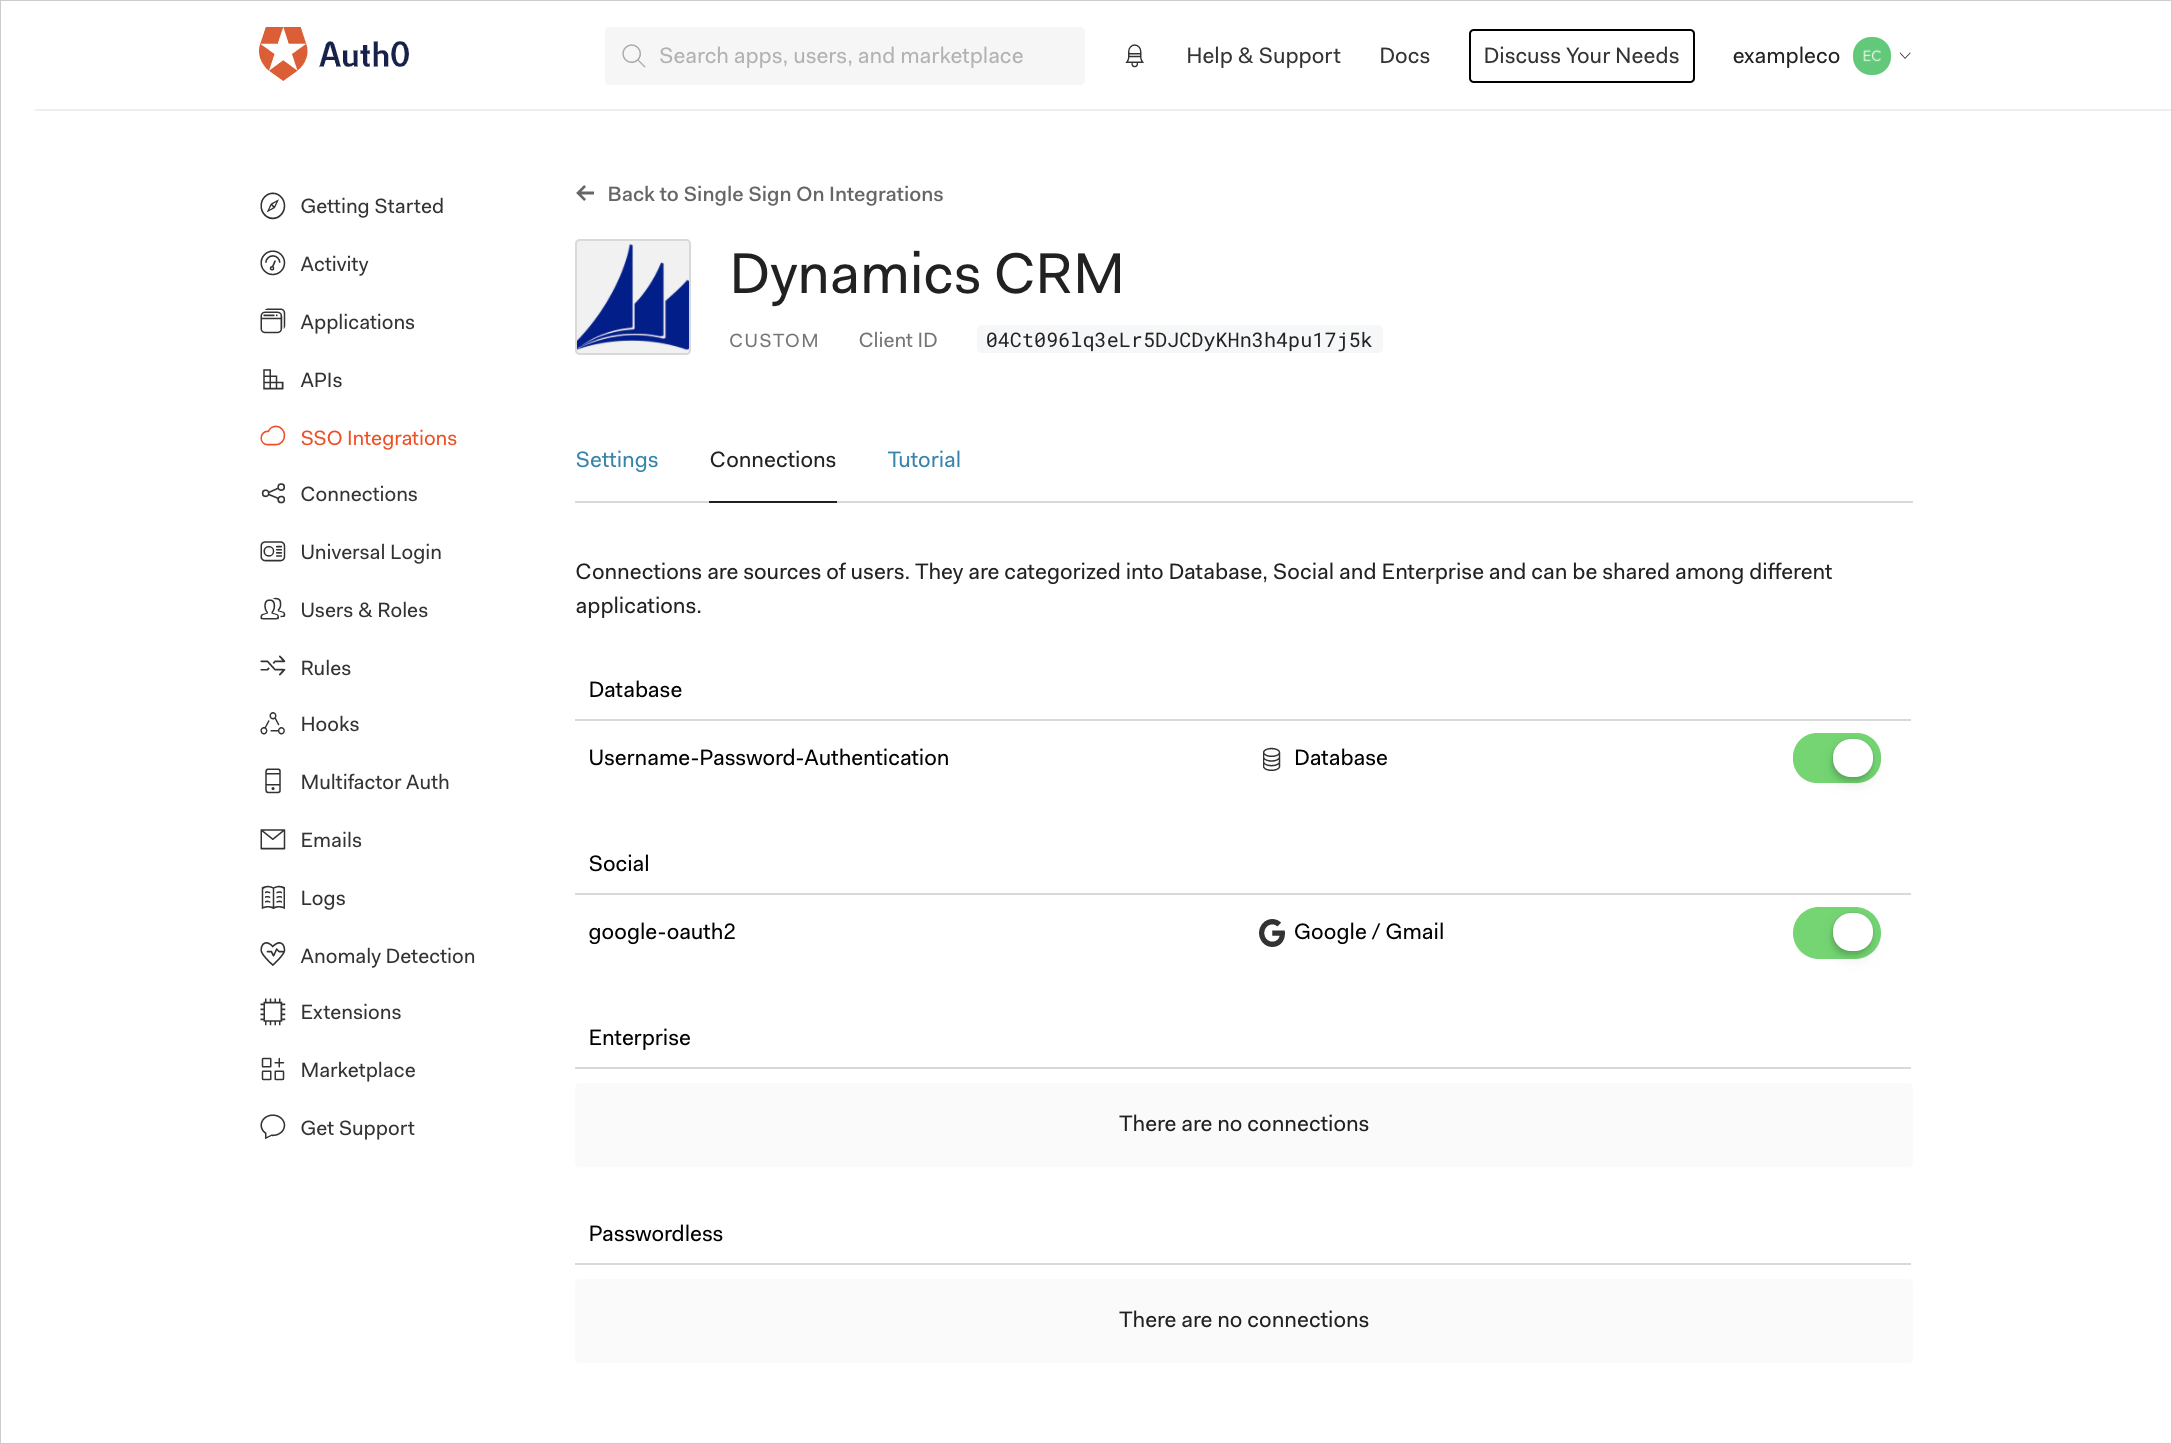 Auth0
Search apps, users, and marketplace
Help & Support
Docs
Discuss Your Needs
exampleco
EC
Getting Started
Activity
Applications
APIs
SSO Integrations
Connections
Universal Login
Users & Roles
Rules
Hooks
Multifactor Auth
Emails
Logs
Anomaly Detection
Extensions
Marketplace
Get Support
Back to Single Sign On Integrations
Dynamics CRM
CUSTOM Client ID 04Ct096lq3eLr5DJCDyKHn3h4pu17j5k
Settings Connections Tutorial
Connections are sources of users. They are categorized into Database, Social and Enterprise and can be shared among different
applications.
Database
Username-Password-Authentication Database
Social
google-oauth2 Google / Gmail
Enterprise
There are no connections
Passwordless
There are no connections